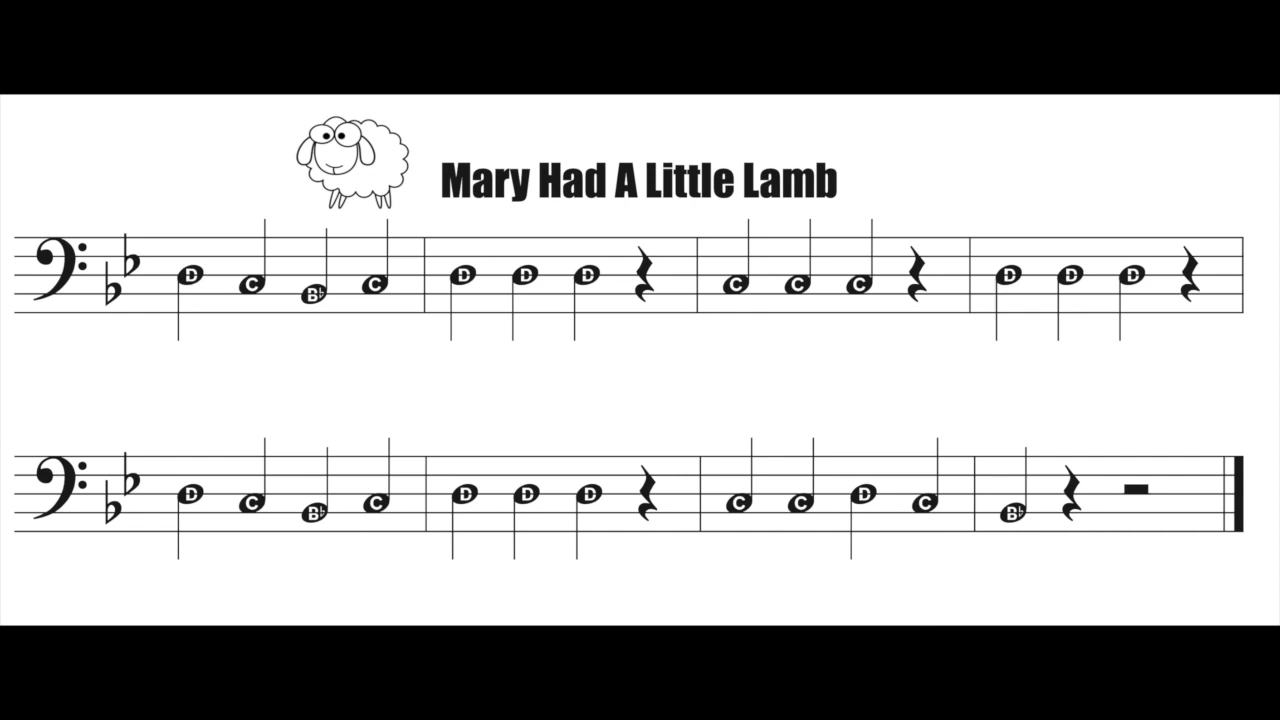 Mary Had A Little Lamb
D C B♭ C D D D C C C D D D
D C B♭ C D D D C C D C B♭